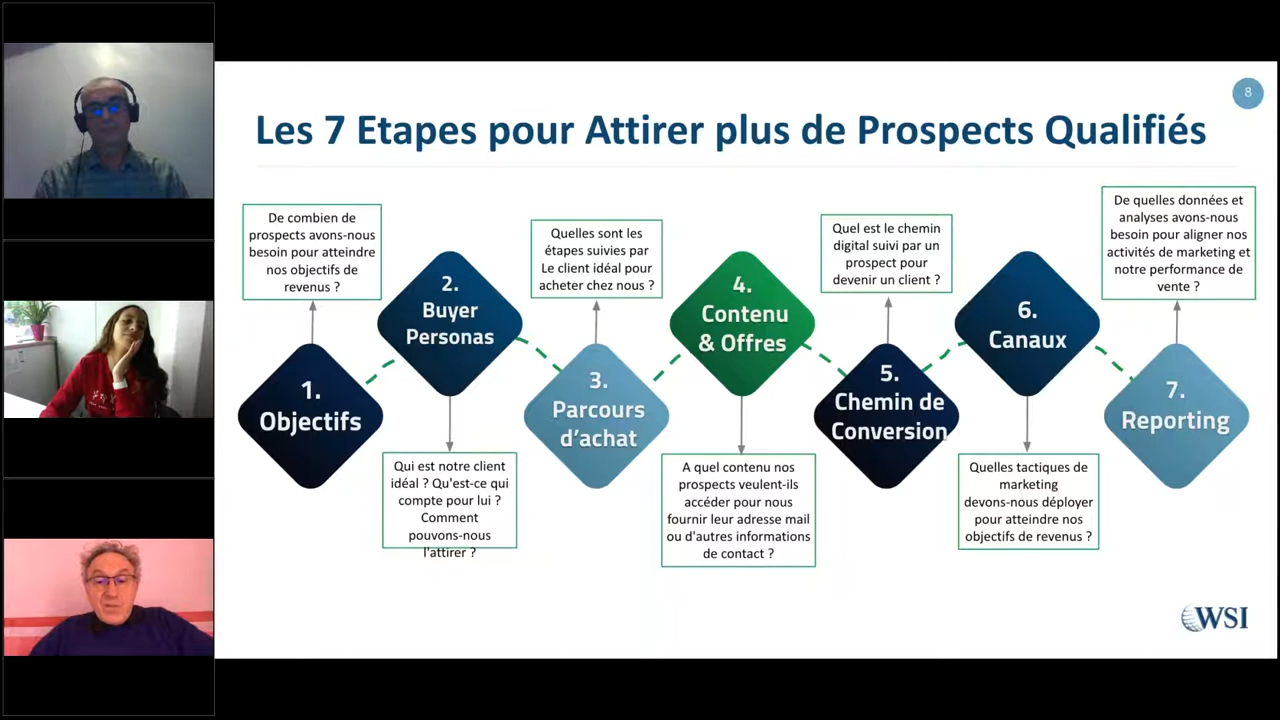 8
Les 7 Etapes pour Attirer plus de Prospects Qualifiés
De combien de
prospects avons-nous
besoin pour atteindre
nos objectifs de
revenus ?
1.
Objectifs
2.
Buyer
Personas
Qui est notre client
idéal ? Qu'est-ce qui
compte pour lui ?
Comment
pouvons-nous
l'attirer ?
Quelles sont les
étapes suivies par
Le client idéal pour
acheter chez nous ?
3.
Parcours
d'achat
4.
Contenu
& Offres
A quel contenu nos
prospects veulent-ils
accéder pour nous
fournir leur adresse mail
ou d'autres informations
de contact ?
Quel est le chemin
digital suivi par un
prospect pour
devenir un client ?
5.
Chemin de
Conversion
6.
Canaux
Quelles tactiques de
marketing
devons-nous déployer
pour atteindre nos
objectifs de revenus ?
De quelles données et
analyses avons-nous
besoin pour aligner nos
activités de marketing et
notre performance de
vente ?
7.
Reporting
WSI